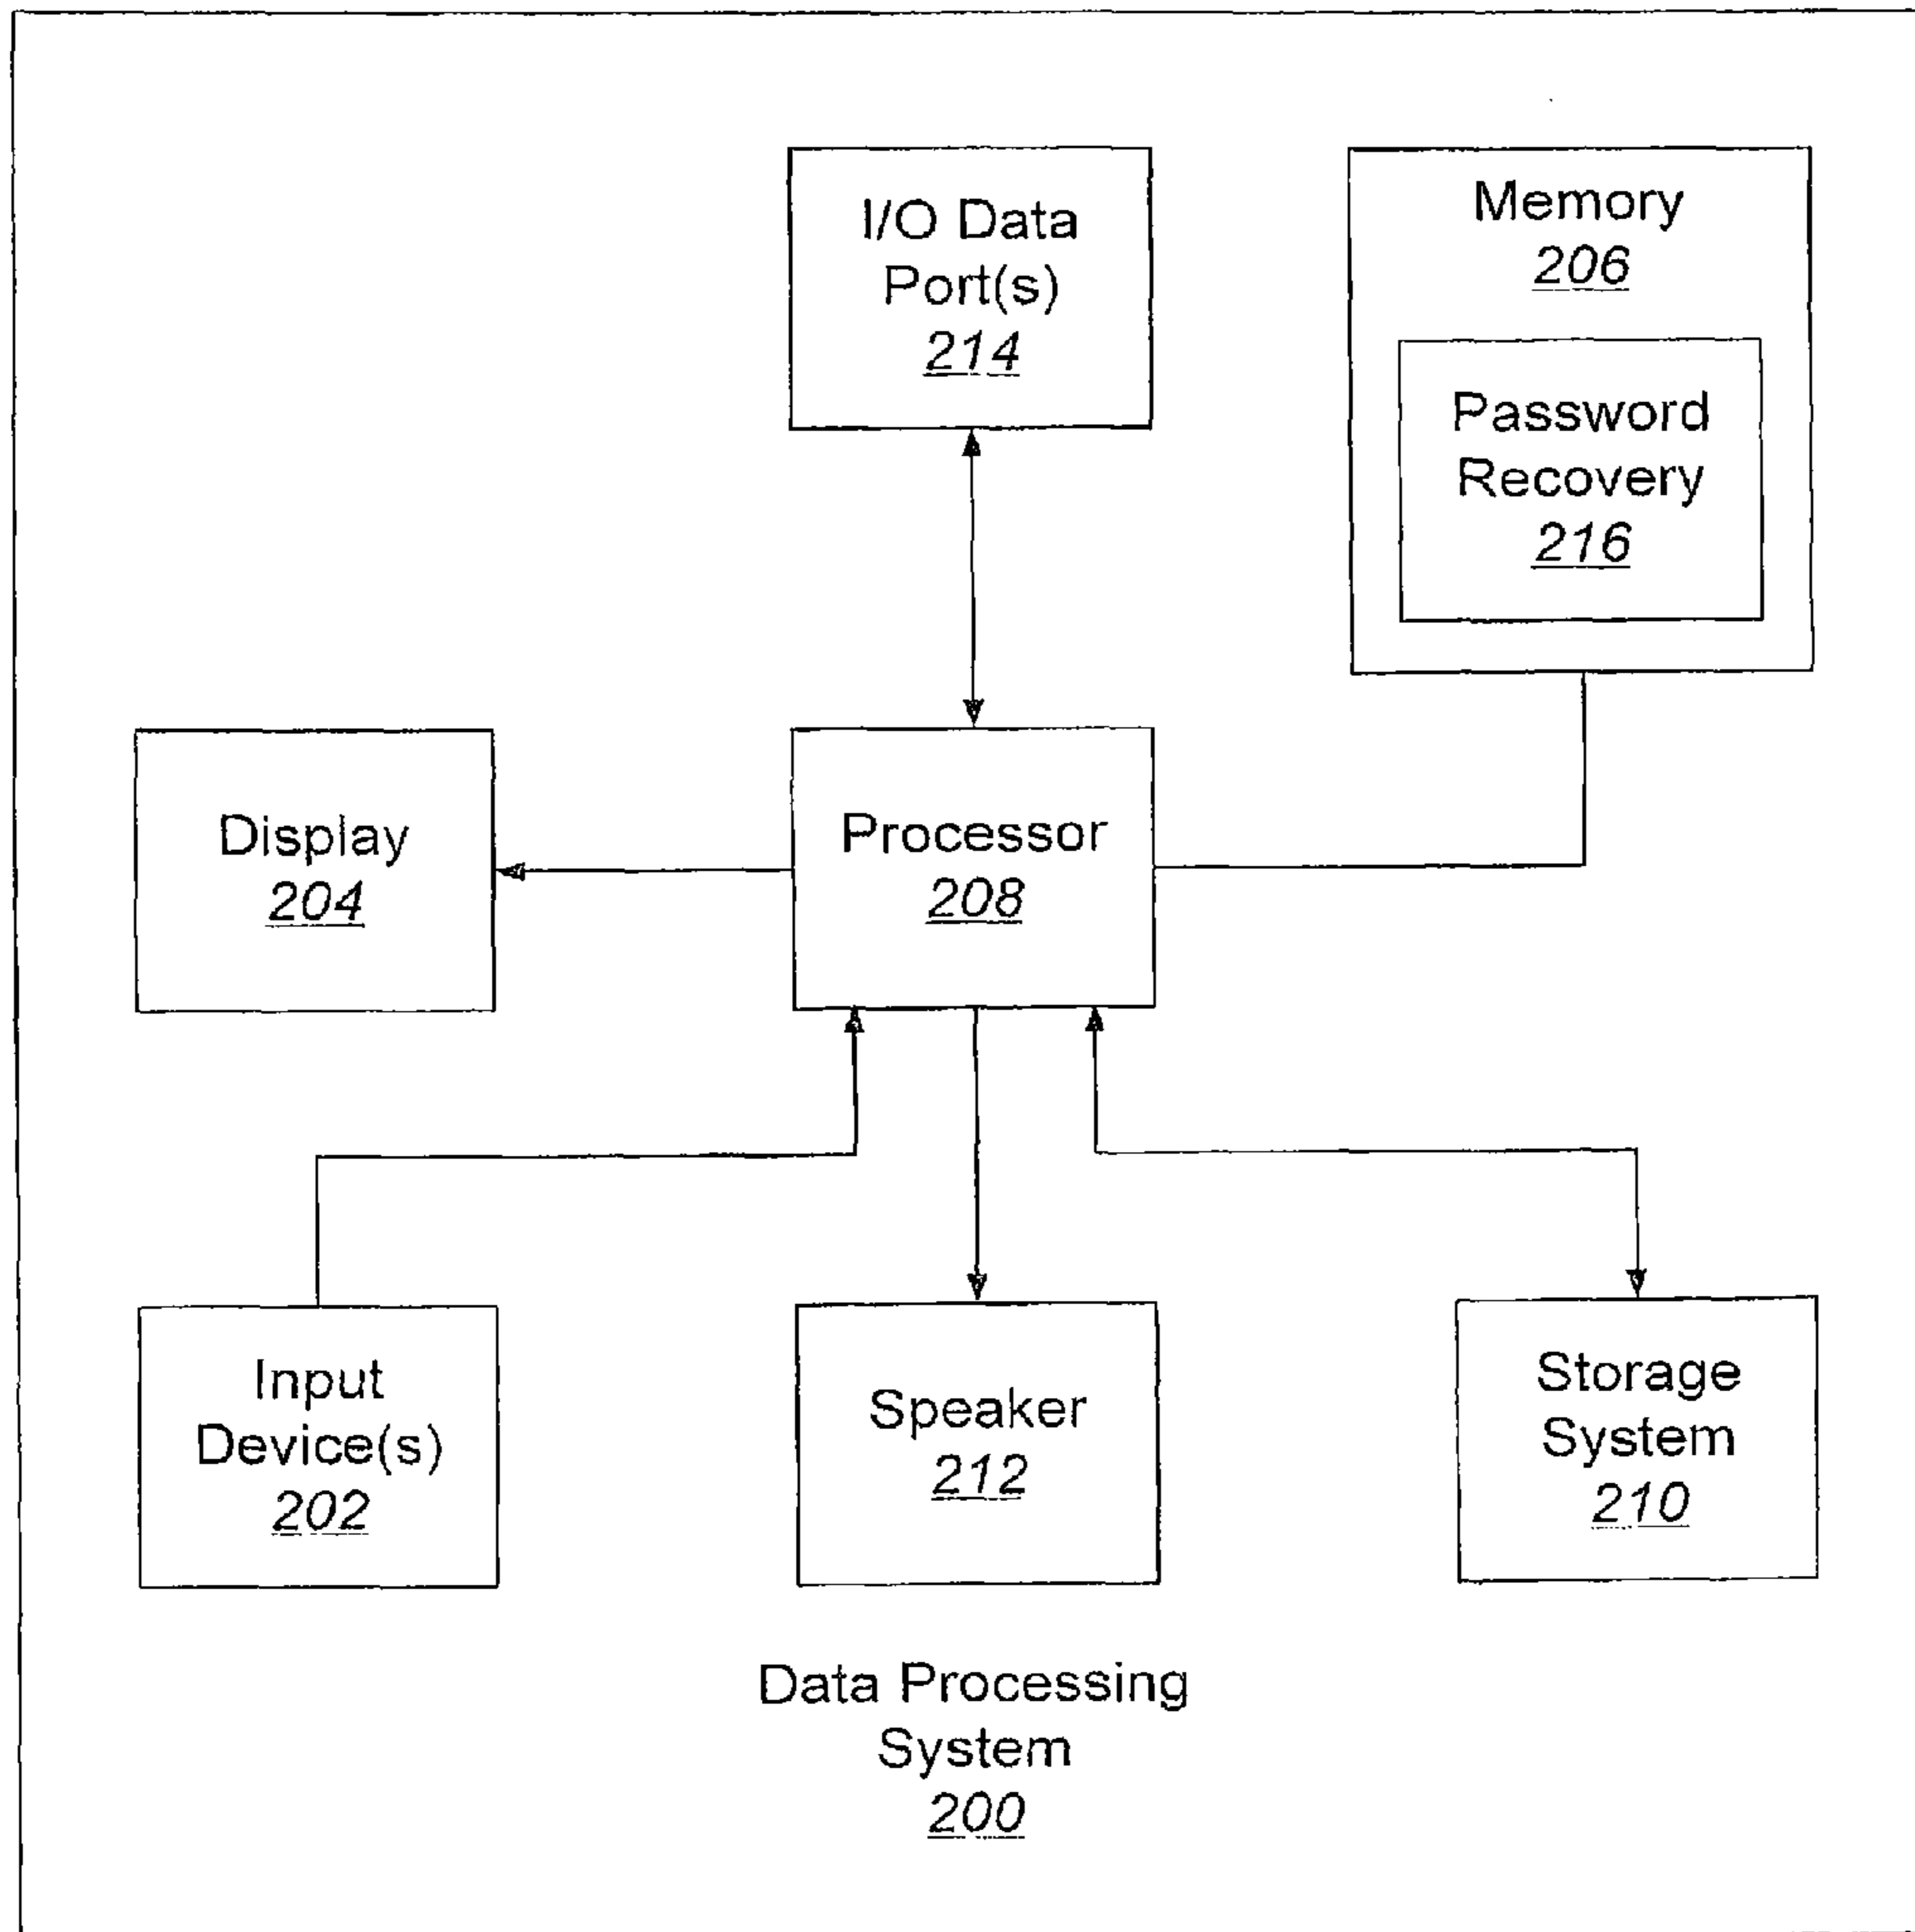 I/O Data
Port(s)
214
Memory
206
Password
Recovery
216
Display
204
Processor
208
Input
Device(s)
202
Speaker
212
Storage
System
210
Data Processing
System
200